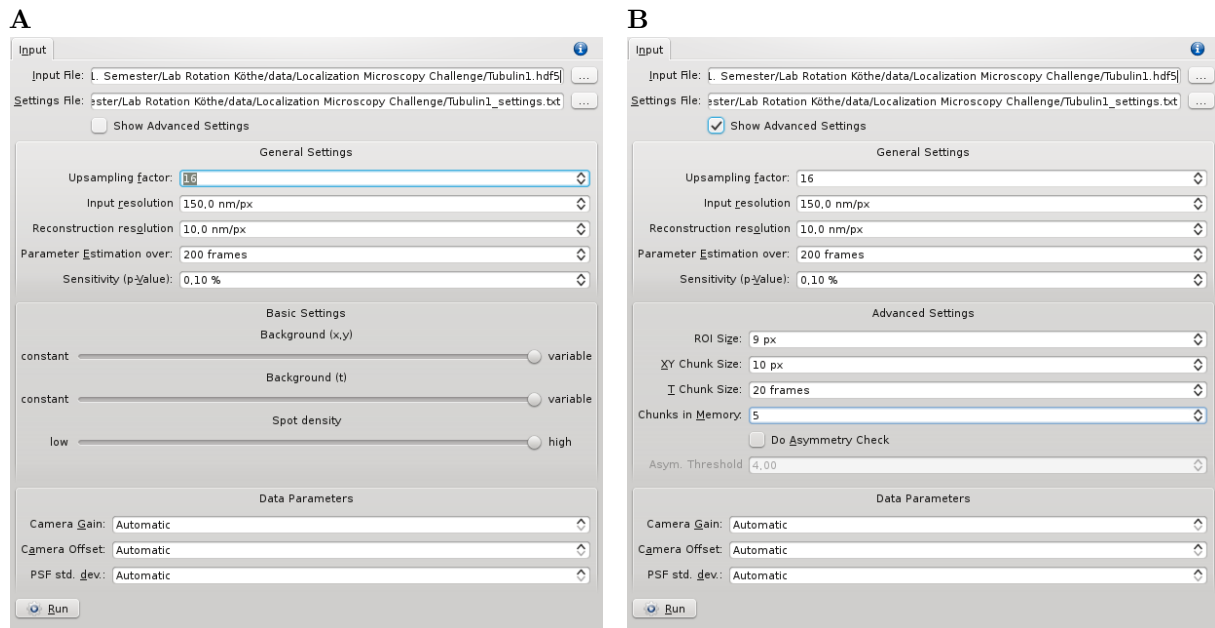 A
Input
Input File: l. Semester/Lab Rotation Köthe/data/Localization Microscopy Challenge/Tubulin1.hdf5 ...
Settings File: ester/Lab Rotation Köthe/data/Localization Microscopy Challenge/Tubulin1_settings.txt ...
Show Advanced Settings
General Settings
Upsampling factor: 16
Input resolution 150,0 nm/px
Reconstruction resolution 10,0 nm/px
Parameter Estimation over: 200 frames
Sensitivity (p-Value): 0,10 %
Basic Settings
Background (x,y)
constant variable
Background (t)
constant variable
Spot density
low high
Data Parameters
Camera Gain: Automatic
Camera Offset: Automatic
PSF std. dev.: Automatic
Run
B
Input
Input File: l. Semester/Lab Rotation Köthe/data/Localization Microscopy Challenge/Tubulin1.hdf5 ...
Settings File: ester/Lab Rotation Köthe/data/Localization Microscopy Challenge/Tubulin1_settings.txt ...
Show Advanced Settings
General Settings
Upsampling factor: 16
Input resolution 150,0 nm/px
Reconstruction resolution 10,0 nm/px
Parameter Estimation over: 200 frames
Sensitivity (p-Value): 0,10 %
Advanced Settings
ROI Size: 9 px
XY Chunk Size: 10 px
T Chunk Size: 20 frames
Chunks in Memory: 5
Do Asymmetry Check
Asym. Threshold 4,00
Data Parameters
Camera Gain: Automatic
Camera Offset: Automatic
PSF std. dev.: Automatic
Run